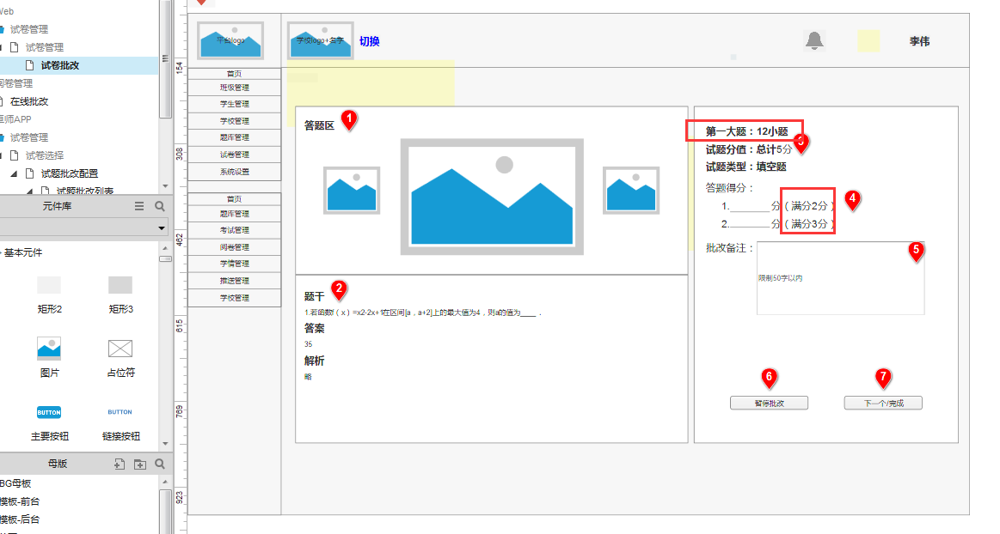 Veb
试卷管理
试卷管理
试卷批改
阅卷管理
在线批改
APP
试卷管理
试卷选择
试题批改配置
试题批改列表
元件库
基本元件
矩形2
矩形3
图片
占位符
BUTTON
BUTTON
主要按钮
链接按钮
母版
BG母板
模板-前台
模板-后台
154
308
462
615
769
923
平台logo
学校logo+名字
切换
李伟
首页
班级管理
学生管理
学校管理
题库管理
试卷管理
系统设置
首页
题库管理
考试管理
阅卷管理
学情管理
推送管理
学校管理
答题区
1
2
题干
1.若函数f（x）=x2-2x+1在区间[a，a+2]上的最大值为4，则a的值为____．
答案
35
解析
略
第一大题：12小题
3
试题分值：总计5分
试题类型：填空题
答题得分：
1.______分（满分2分）
2.______分（满分3分）
4
批改备注：
5
限制50字以内
6
7
暂停批改
下一个/完成